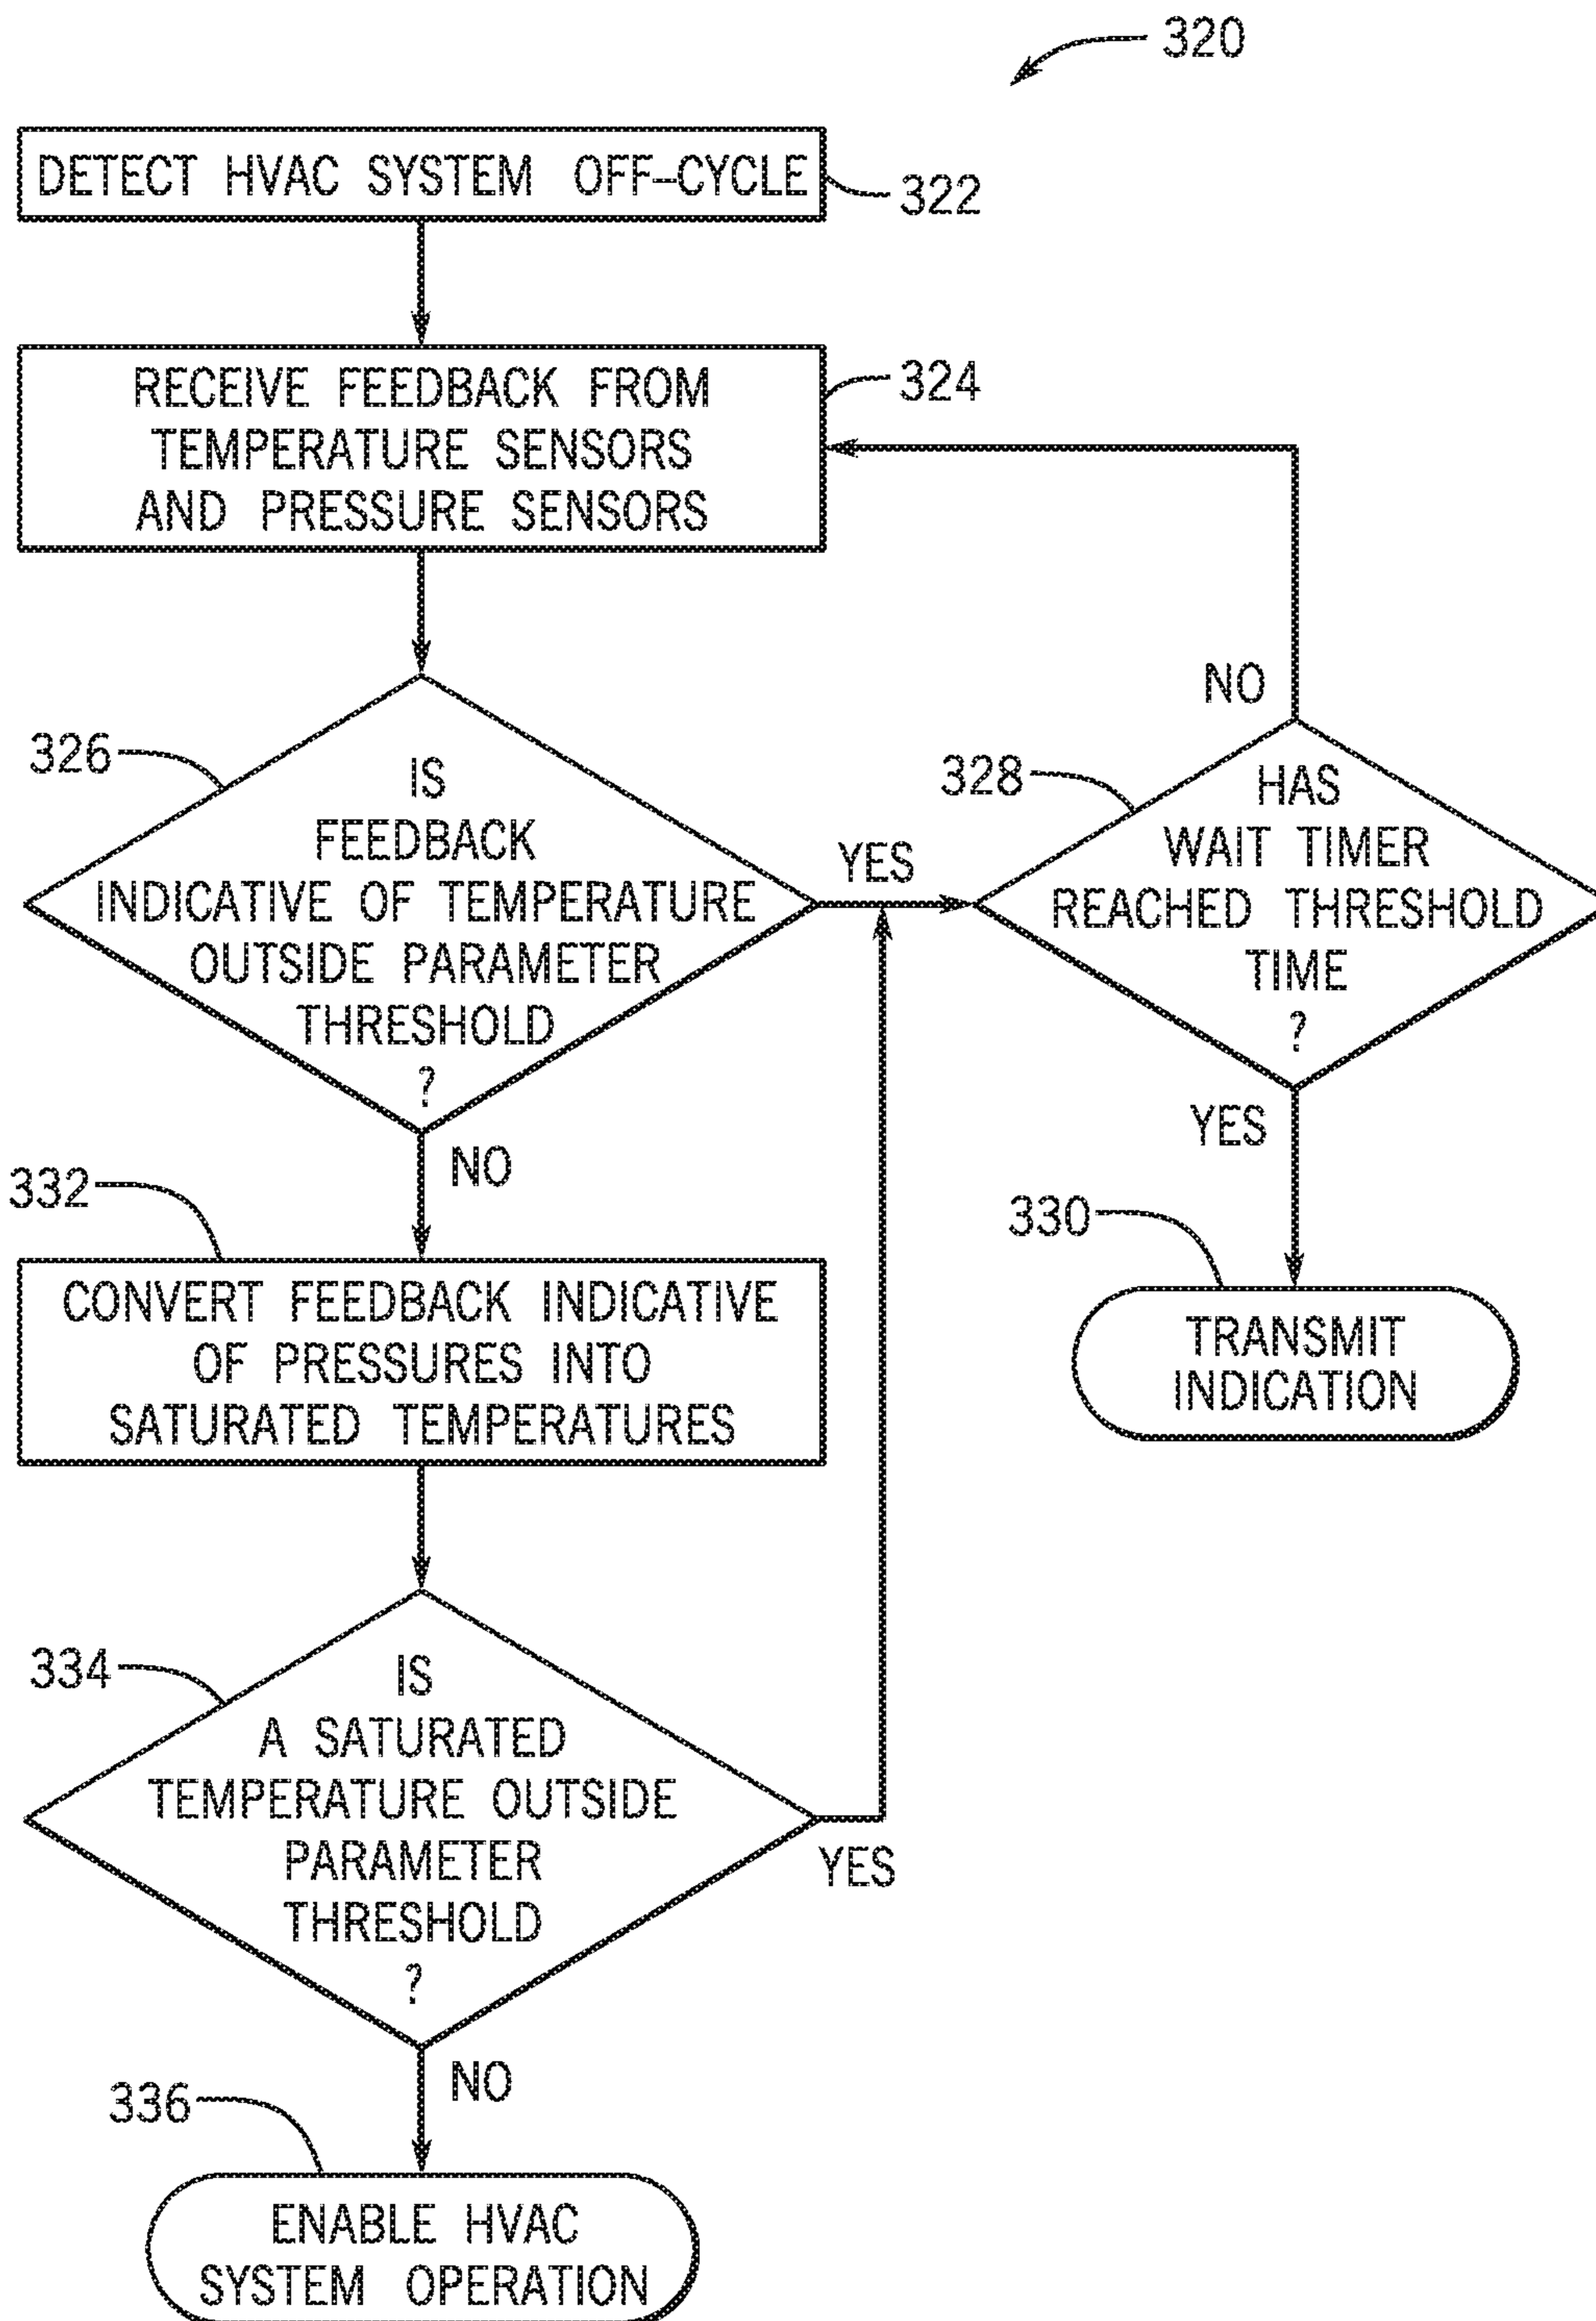 320
DETECT HVAC SYSTEM OFF-CYCLE
322
RECEIVE FEEDBACK FROM
TEMPERATURE SENSORS
AND PRESSURE SENSORS
324
326
IS
FEEDBACK
INDICATIVE OF TEMPERATURE
OUTSIDE PARAMETER
THRESHOLD
?
YES
NO
328
HAS
WAIT TIMER
REACHED THRESHOLD
TIME
?
NO
YES
330
TRANSMIT
INDICATION
332
CONVERT FEEDBACK INDICATIVE
OF PRESSURES INTO
SATURATED TEMPERATURES
334
IS
A SATURATED
TEMPERATURE OUTSIDE
PARAMETER
THRESHOLD
?
YES
NO
336
ENABLE HVAC
SYSTEM OPERATION